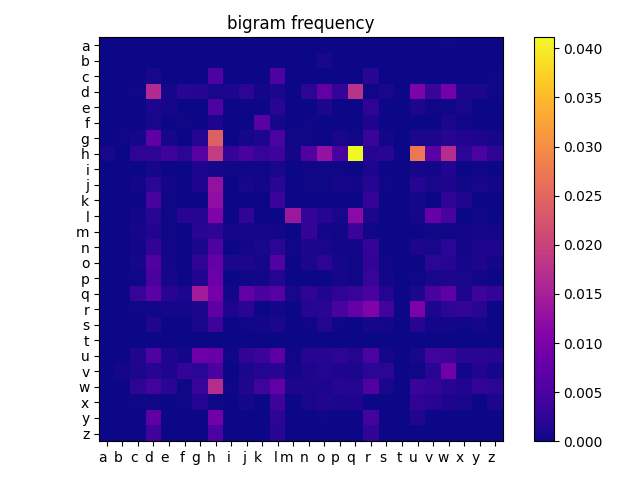 bigram frequency
a
b
c
d
e
f
g
h
i
j
k
l
m
n
o
p
q
r
s
t
u
v
w
x
y
z
a b c d e f g h i j k l m n o p q r s t u v w x y z
0.040
0.035
0.030
0.025
0.020
0.015
0.010
0.005
0.000